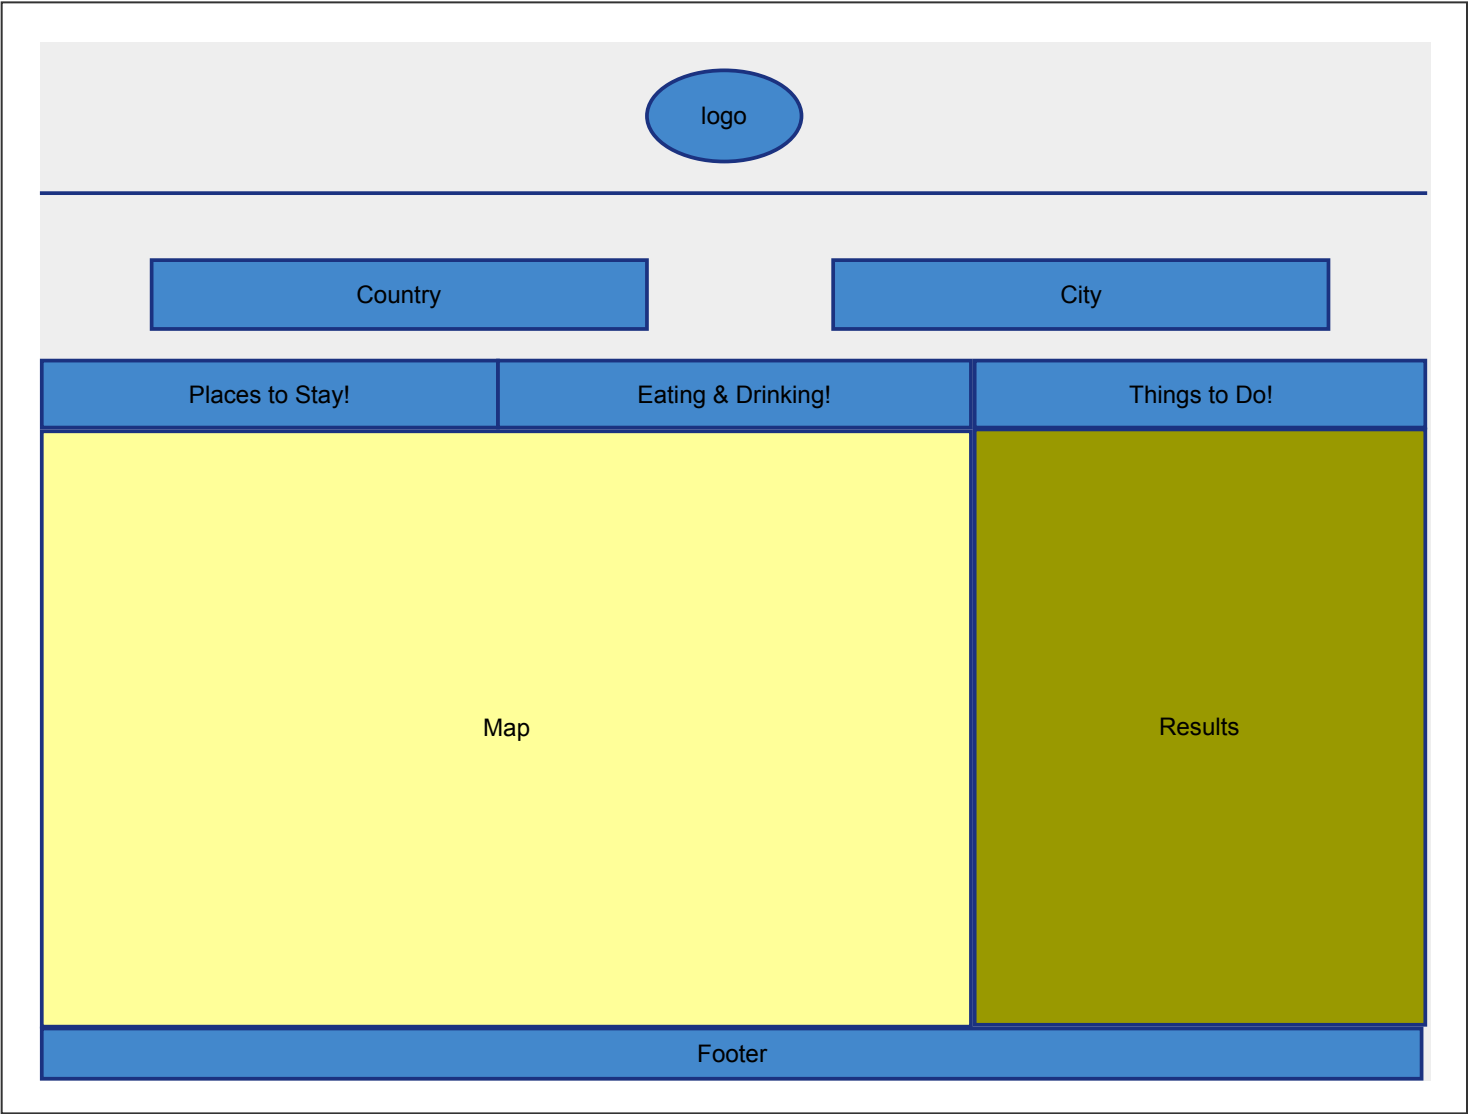 logo
Country
City
Places to Stay!
Eating & Drinking!
Things to Do!
Map
Results
Footer